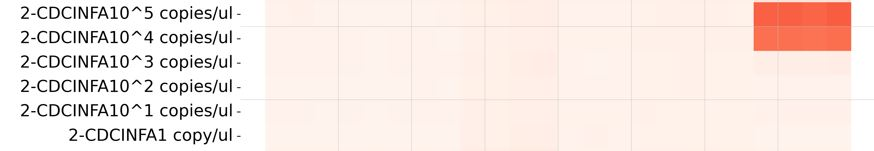 2-CDCINFA10^5 copies/ul
2-CDCINFA10^4 copies/ul
2-CDCINFA10^3 copies/ul
2-CDCINFA10^2 copies/ul
2-CDCINFA10^1 copies/ul
2-CDCINFA1 copy/ul